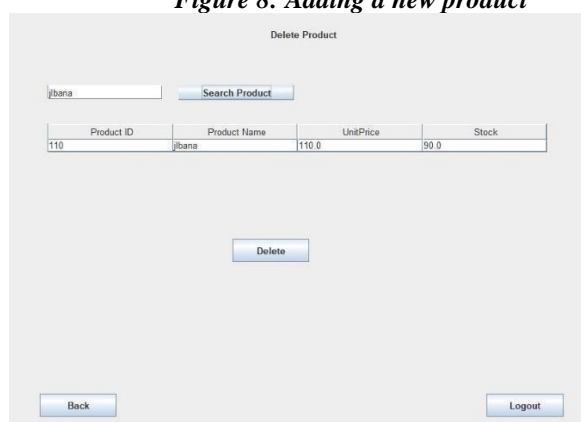 Figure 8: Adding a new product
Delete Product
jlbana Search Product
Product ID Product Name UnitPrice Stock
110 jlbana 110.0 90.0
Delete
Back Logout